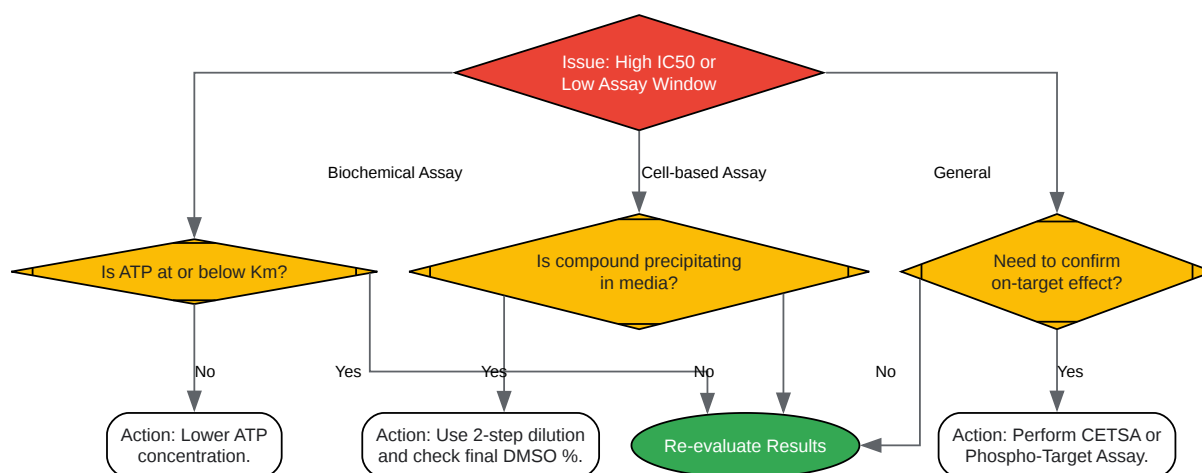 Issue: High IC50 or
Low Assay Window
Biochemical Assay
Cell-based Assay
General
Is ATP at or below Km?
Is compound precipitating
in media?
Need to confirm
on-target effect?
No
Yes
Yes
No
No
Yes
Action: Lower ATP
concentration.
Action: Use 2-step dilution
and check final DMSO %.
Re-evaluate Results
Action: Perform CETSA or
Phospho-Target Assay.